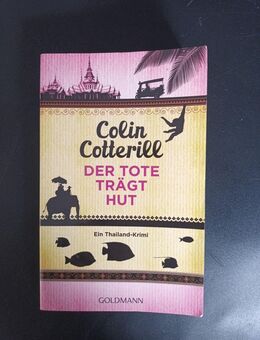 Colin
Cotterill
DER TOTE
TRÄGT
HUT
Ein Thailand-Krimi
GOLDMANN